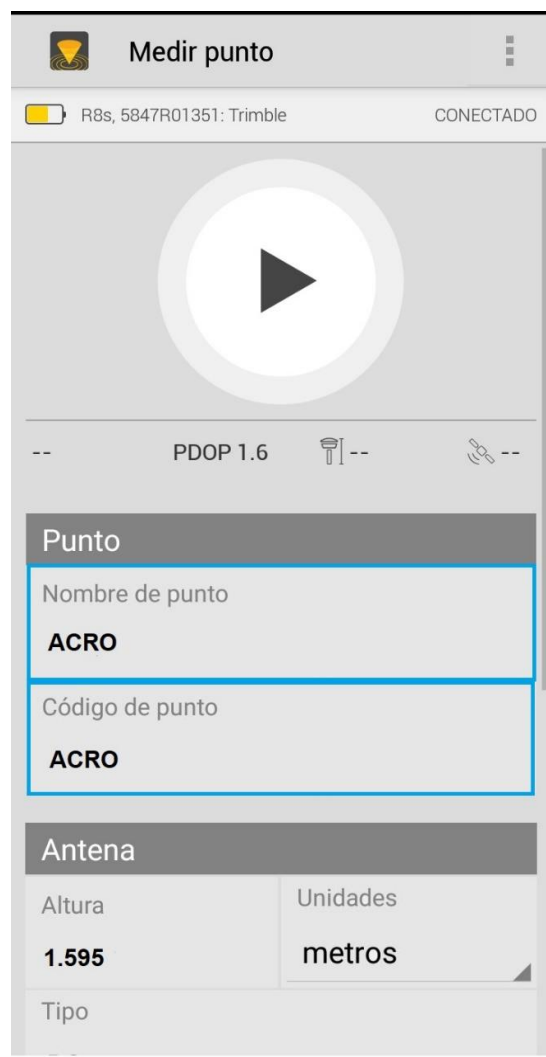 Medir punto
R8s, 5847R01351: Trimble CONECTADO
-- PDOP 1.6 -- --
Punto
Nombre de punto
ACRO
Código de punto
ACRO
Antena
Altura Unidades
1.595 metros
Tipo